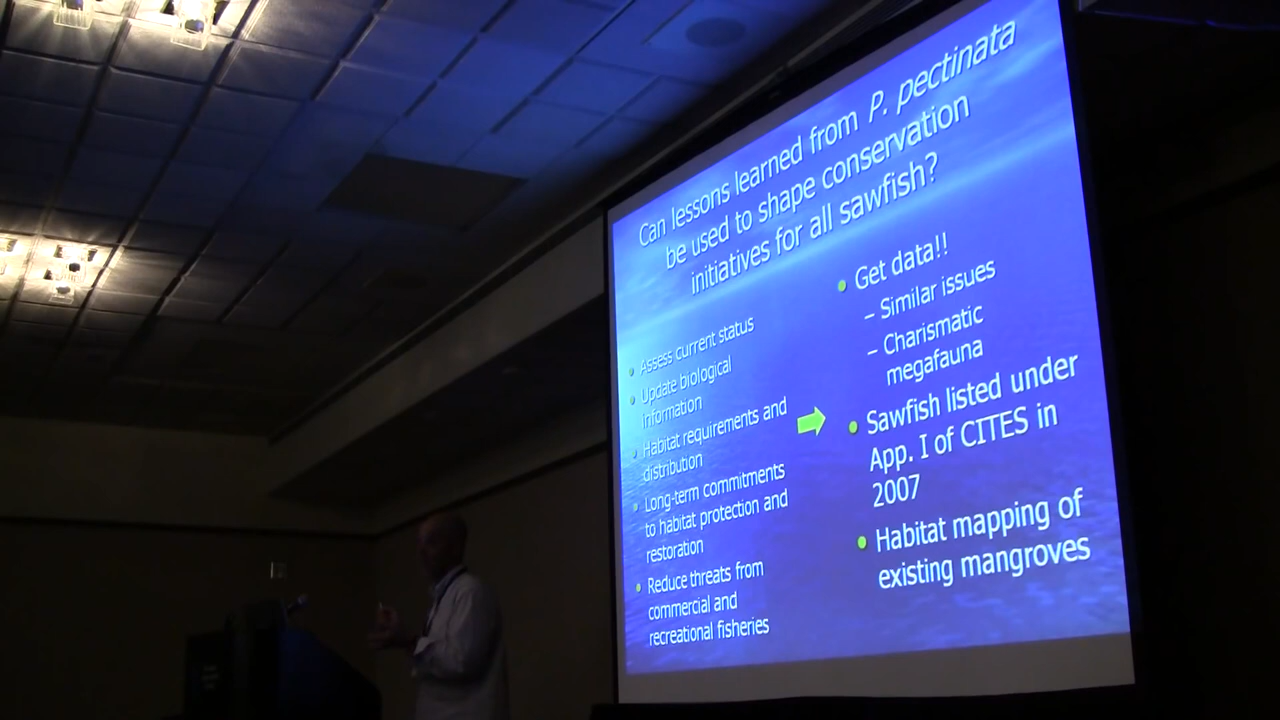 Can lessons learned from P. pectinata
be used to shape conservation
initiatives for all sawfish?
Assess current status
Update biological
information
Habitat requirements and
distribution
Long-term commitments
to habitat protection and
restoration
Reduce threats from
commercial and
recreational fisheries
Get data!!
– Similar issues
– Charismatic
megafauna
Sawfish listed under
App. I of CITES in
2007
Habitat mapping of
existing mangroves